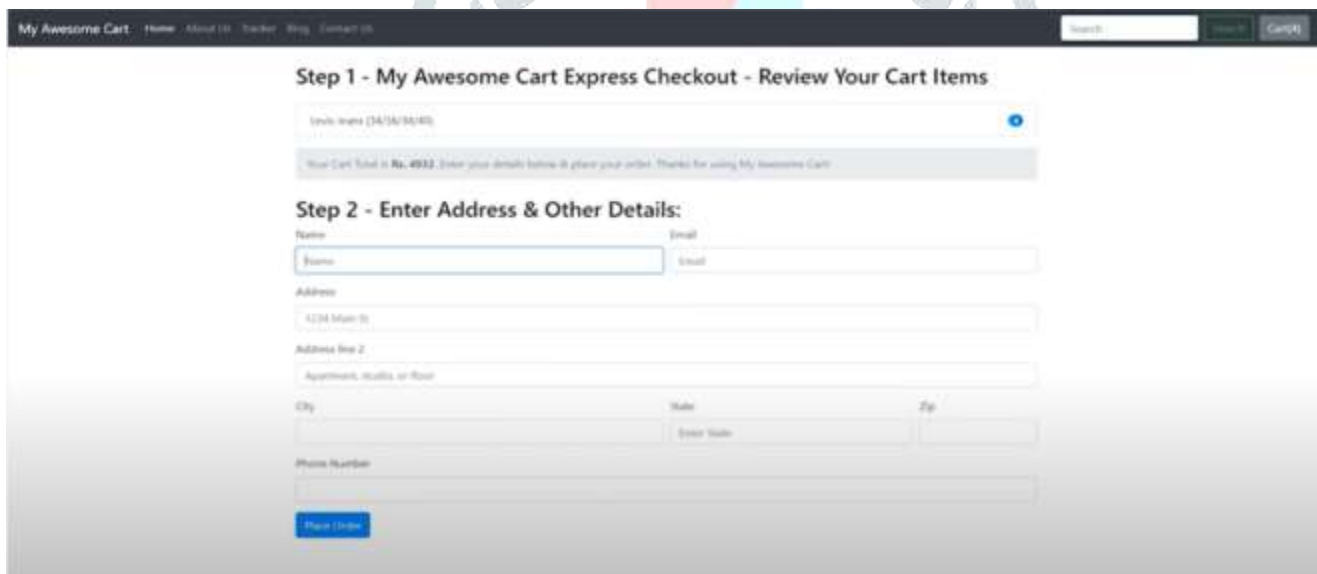 My Awesome Cart Home About Us Tracker Blog Contact Us Search Search Cart(4)
Step 1 - My Awesome Cart Express Checkout - Review Your Cart Items
Levis Jeans
Your Cart Total is Rs. 4932. Enter your details below & place your order. Thanks for using My Awesome Cart!
Step 2 - Enter Address & Other Details:
Name Email
Name Email
Address
1234 Main St
Address line 2
Apartment, studio, or floor
City State Zip
Enter State
Phone Number
Place Order